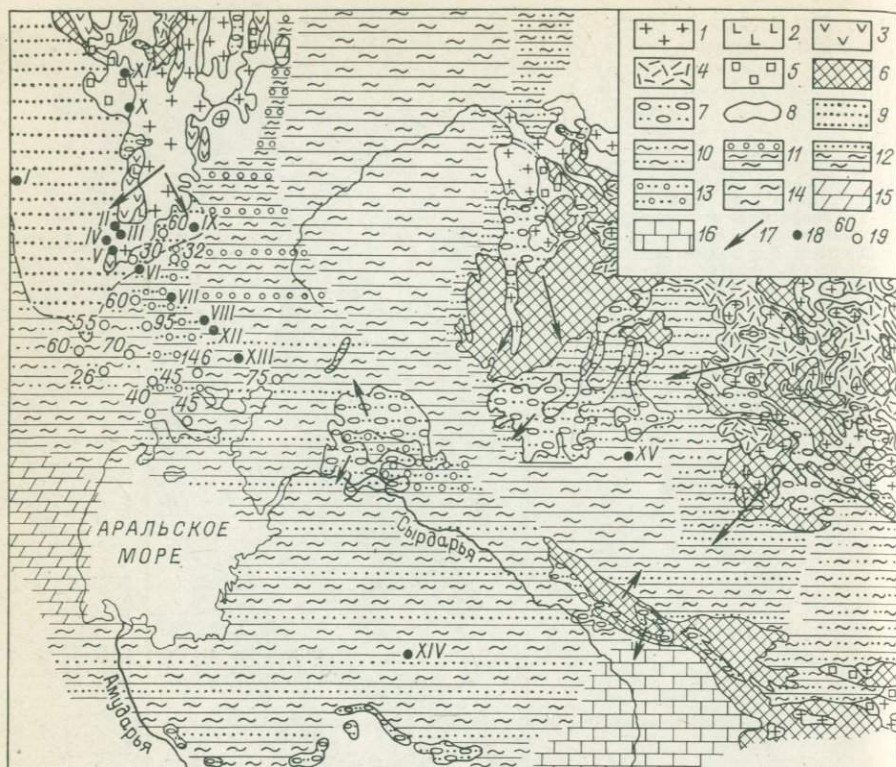 1 2 3
4 5 6
7 8 9
10 11 12
13 14 15
16 17 18 60 19
XI
X
I
II 60 IX
IV III
V 30 32
VI
60 VII
55 95 VIII
XII
60 70 146 XIII
26 45 75
40 45
XV
АРАЛЬСКОЕ
МОРЕ
Сырдарья
XIV
Амударья